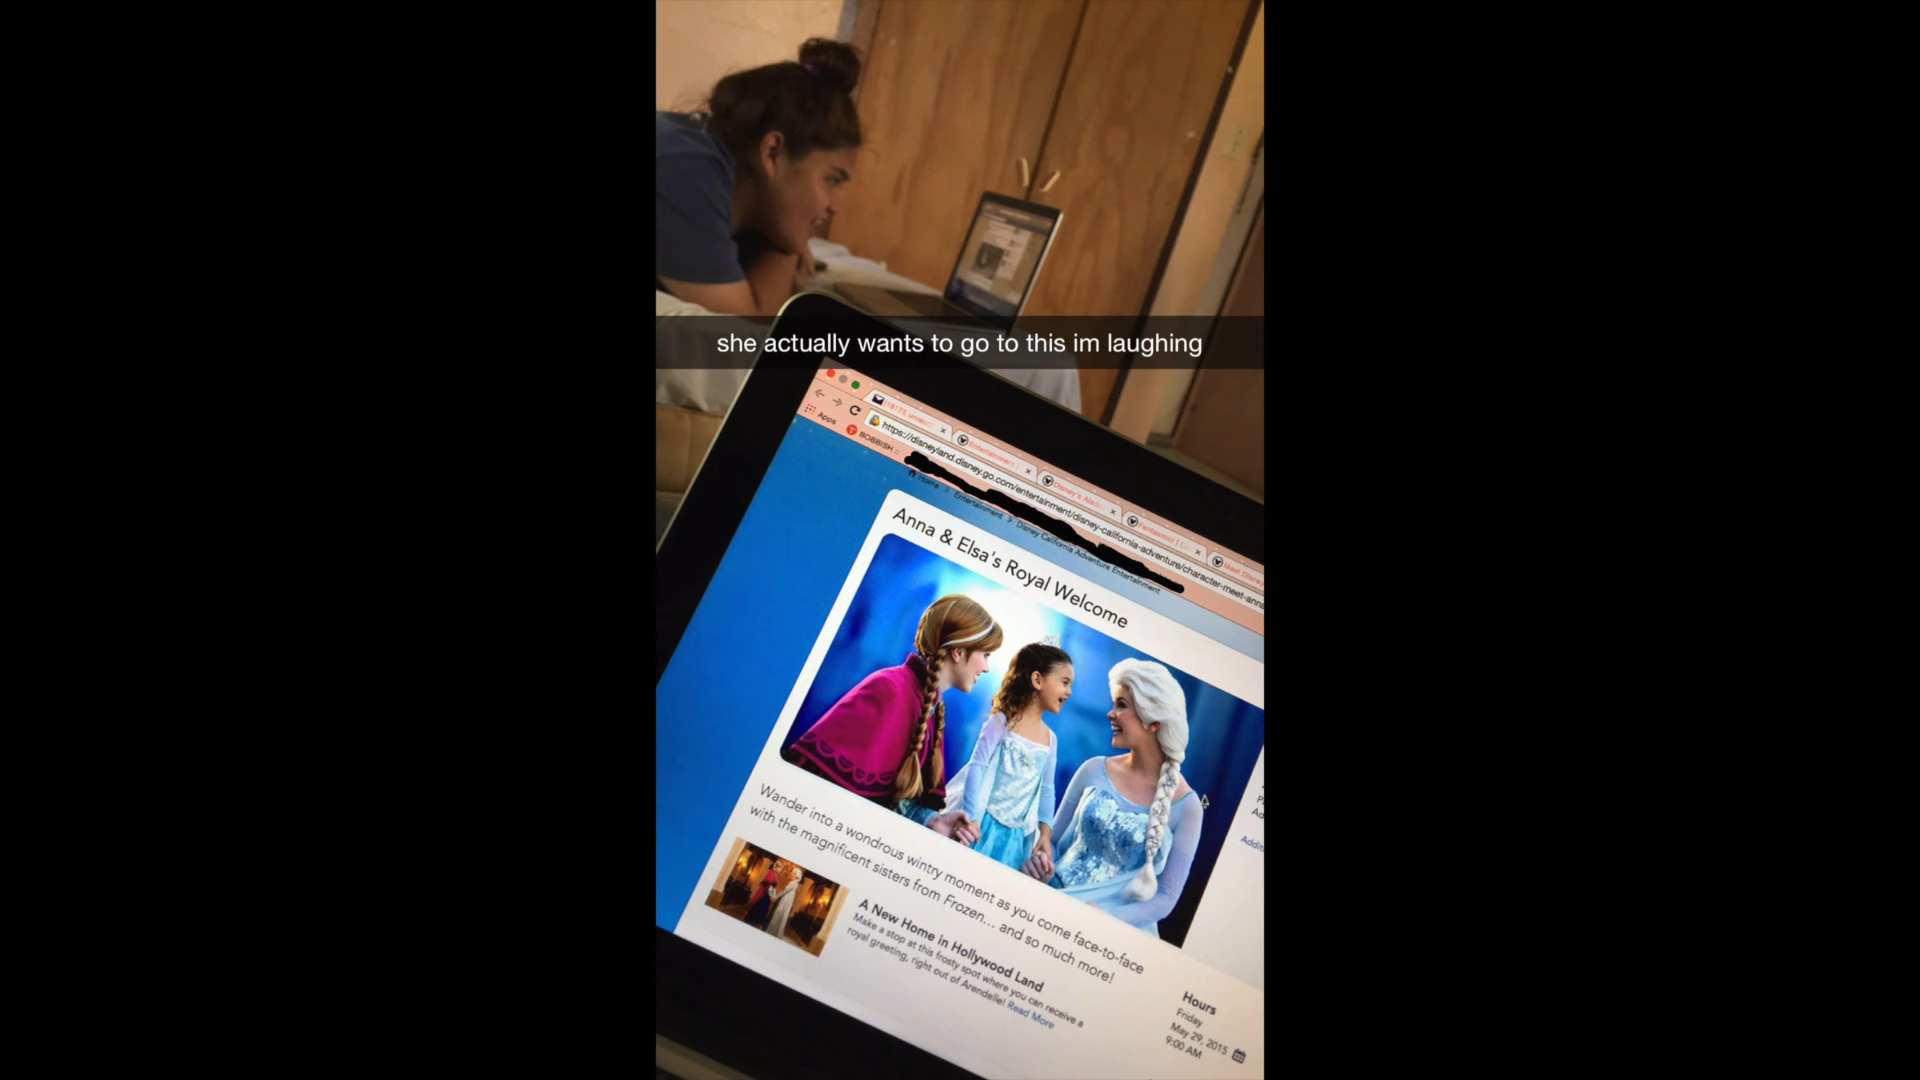 she actually wants to go to this im laughing
Apps
BOBBISH
https://disneyland.disney.go.com/entertainment/disney-california-adventure/character-meet-anna
Home > Entertainment > Disney California Adventure Entertainment
Anna & Elsa's Royal Welcome
Wander into a wondrous wintry moment as you come face-to-face
with the magnificent sisters from Frozen... and so much more!
A New Home in Hollywood Land
Make a stop at this frosty spot where you can receive a
royal greeting, right out of Arendelle! Read More
Hours
Friday
May 29, 2015
9:00 AM